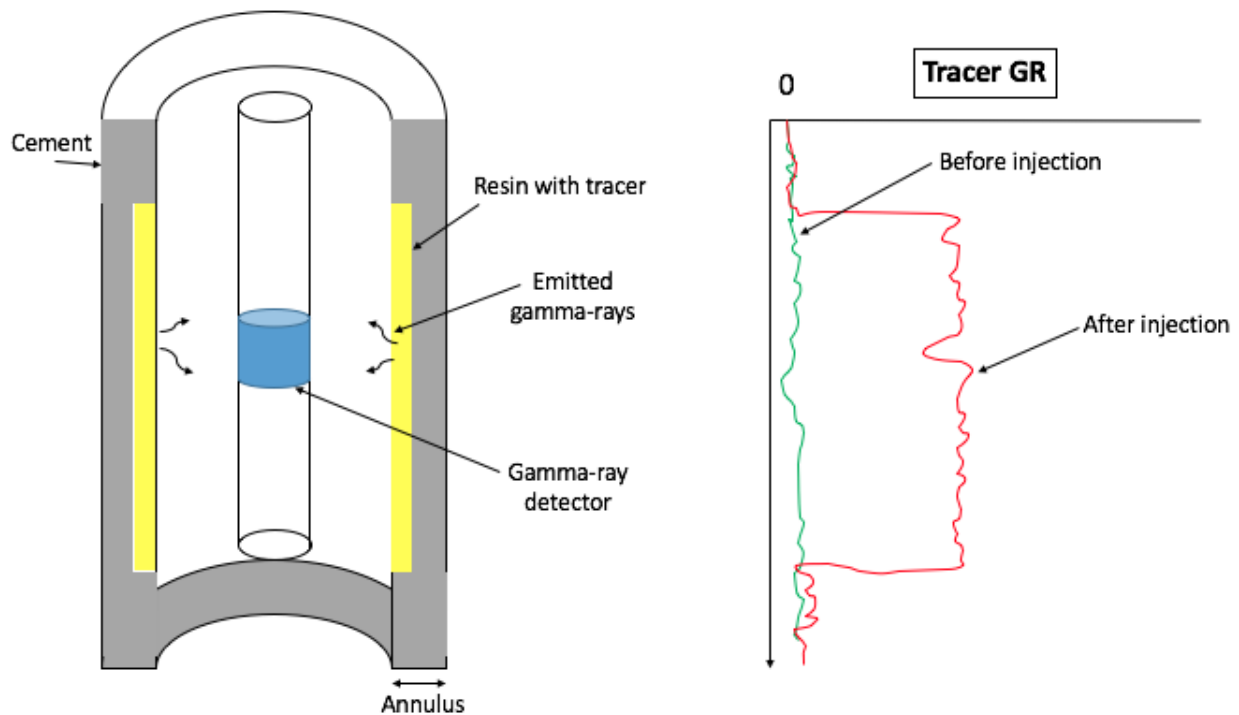 Cement
Resin with tracer
Emitted
gamma-rays
Gamma-ray
detector
Annulus
Tracer GR
0
Before injection
After injection